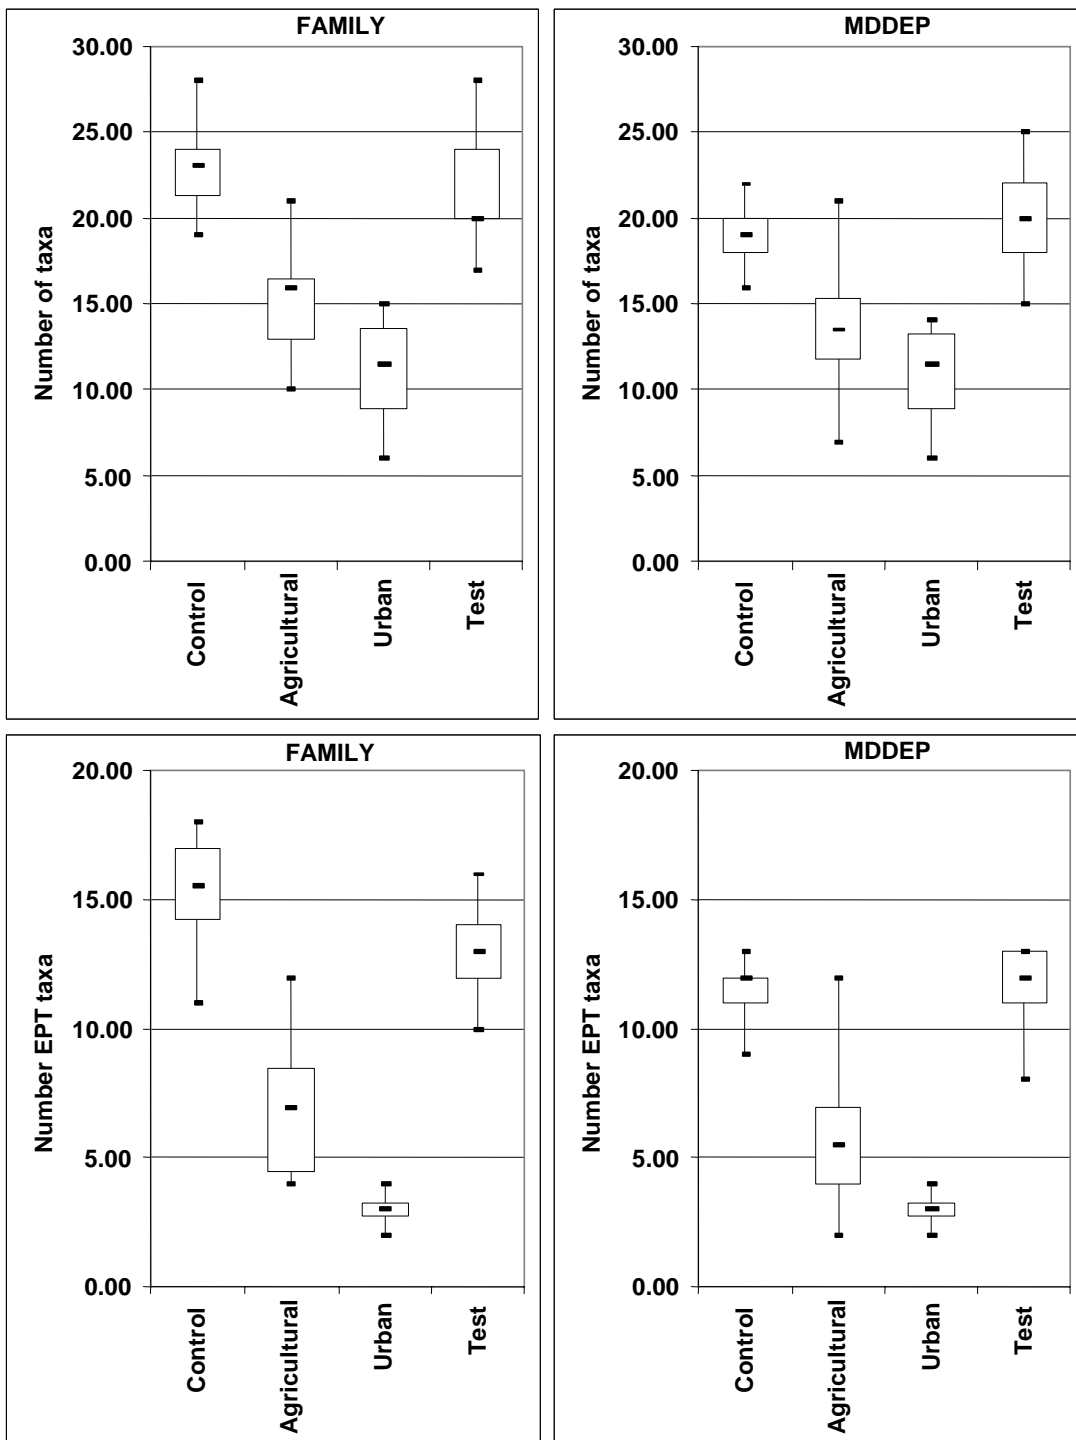 FAMILY
30.00
25.00
20.00
15.00
10.00
5.00
0.00
Number of taxa
Control
Agricultural
Urban
Test
MDDEP
30.00
25.00
20.00
15.00
10.00
5.00
0.00
Number of taxa
Control
Agricultural
Urban
Test
FAMILY
20.00
15.00
10.00
5.00
0.00
Number EPT taxa
Control
Agricultural
Urban
Test
MDDEP
20.00
15.00
10.00
5.00
0.00
Number EPT taxa
Control
Agricultural
Urban
Test